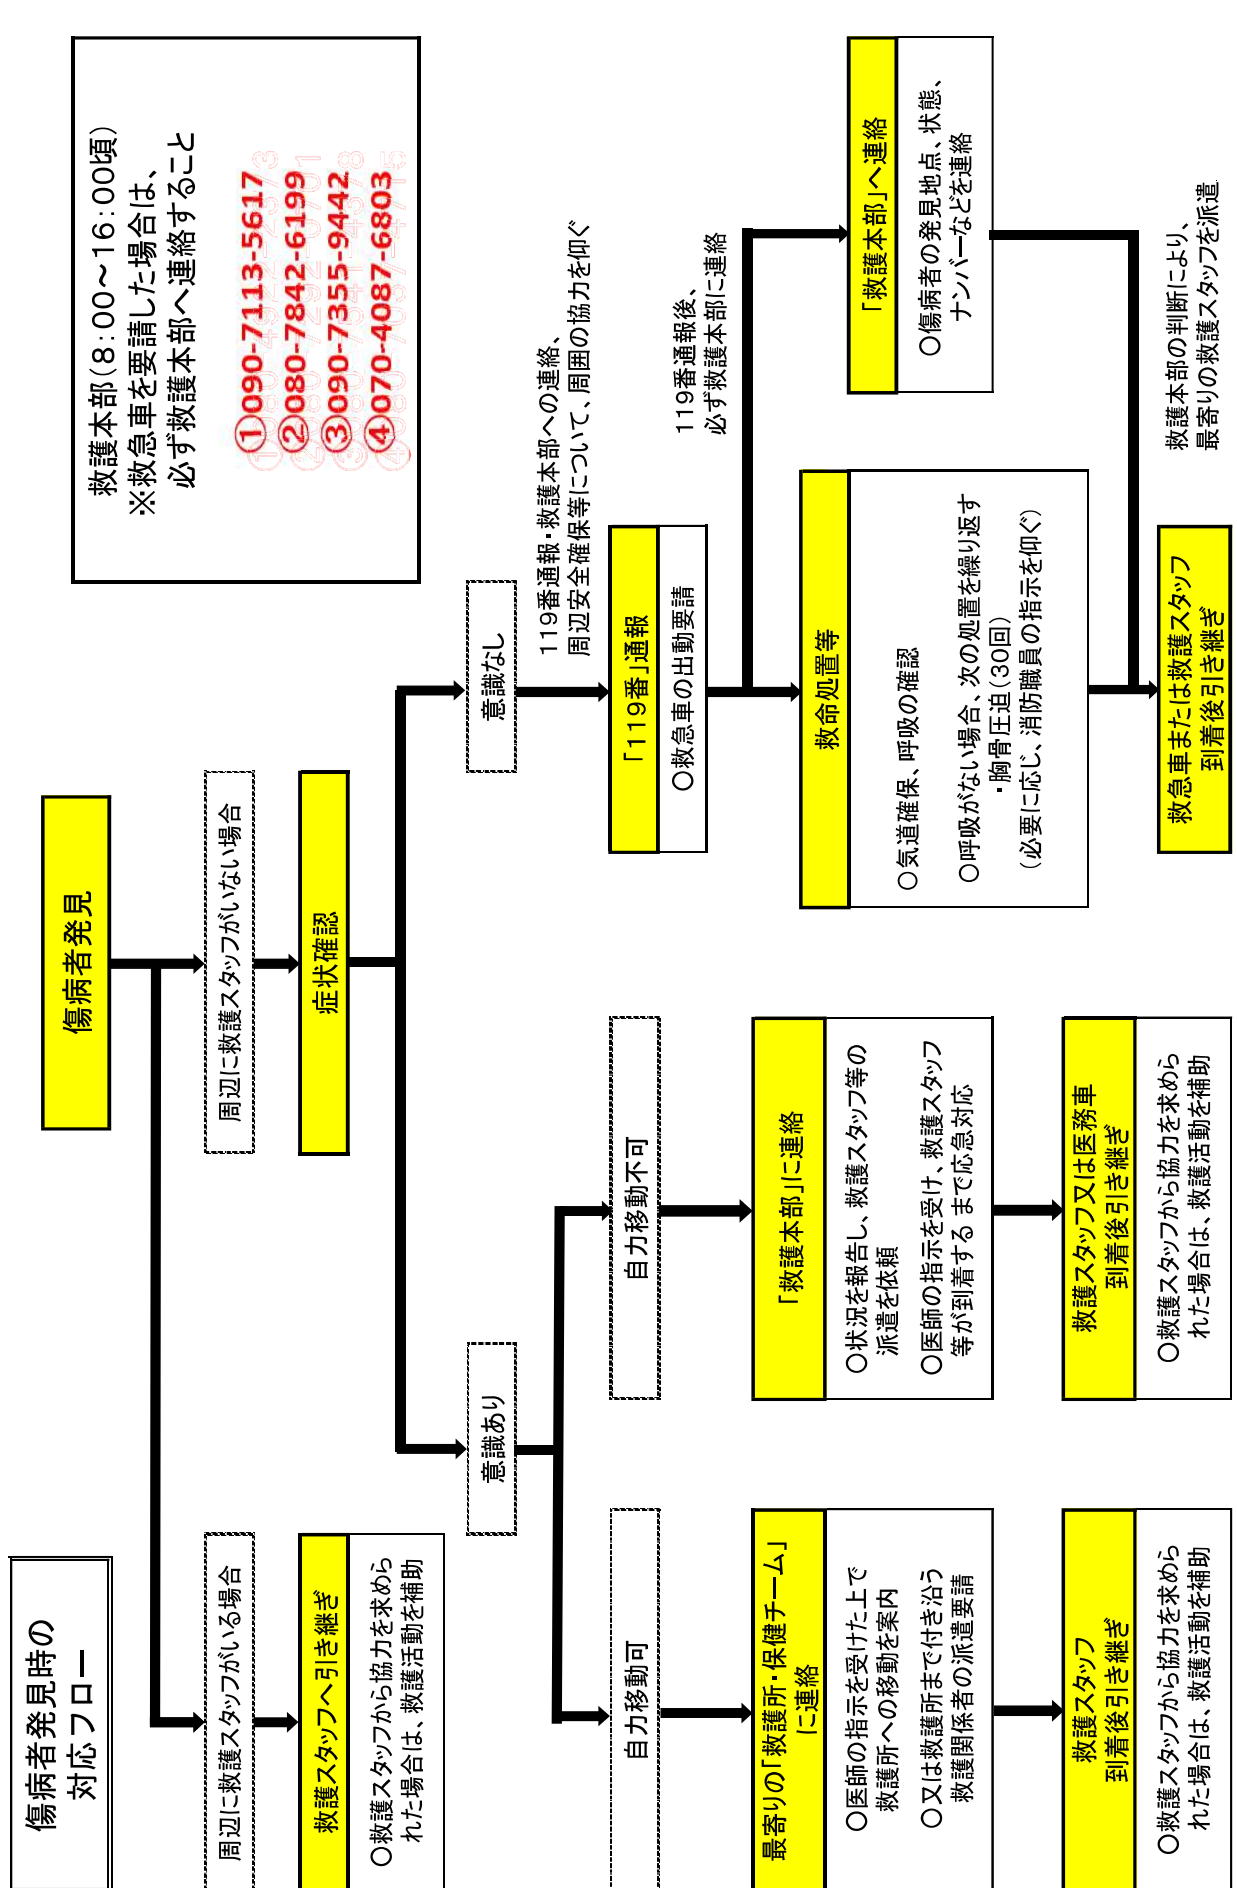 傷病者発見時の
対応フロー
救護本部(8:00～16:00頃)
※救急車を要請した場合は、
必ず救護本部へ連絡すること
①090-7113-5617
②080-7842-6199
③090-7355-9442
④070-4087-6803
傷病者発見
周辺に救護スタッフがいる場合
救護スタッフへ引き継ぎ
○救護スタッフから協力を求めら
れた場合は、救護活動を補助
周辺に救護スタッフがいない場合
症状確認
意識あり
自力移動可
最寄りの「救護所・保健チーム」
に連絡
○医師の指示を受けた上で
救護所への移動を案内
○又は救護所まで付き沿う
救護関係者の派遣要請
救護スタッフ
到着後引き継ぎ
○救護スタッフから協力を求めら
れた場合は、救護活動を補助
自力移動不可
「救護本部」に連絡
○状況を報告し、救護スタッフ等の
派遣を依頼
○医師の指示を受け、救護スタッフ
等が到着するまで応急対応
救護スタッフ又は医務車
到着後引き継ぎ
○救護スタッフから協力を求めら
れた場合は、救護活動を補助
意識なし
119番通報・救護本部への連絡、
周辺安全確保等について、周囲の協力を仰ぐ
「119番」通報
○救急車の出動要請
119番通報後、
必ず救護本部に連絡
救命処置等
○気道確保、呼吸の確認
○呼吸がない場合、次の処置を繰り返す
・胸骨圧迫(30回)
(必要に応じ、消防職員の指示を仰ぐ)
「救護本部」へ連絡
○傷病者の発見地点、状態、
ナンバーなどを連絡
救護本部の判断により、
最寄りの救護スタッフを派遣
救急車または救護スタッフ
到着後引き継ぎ